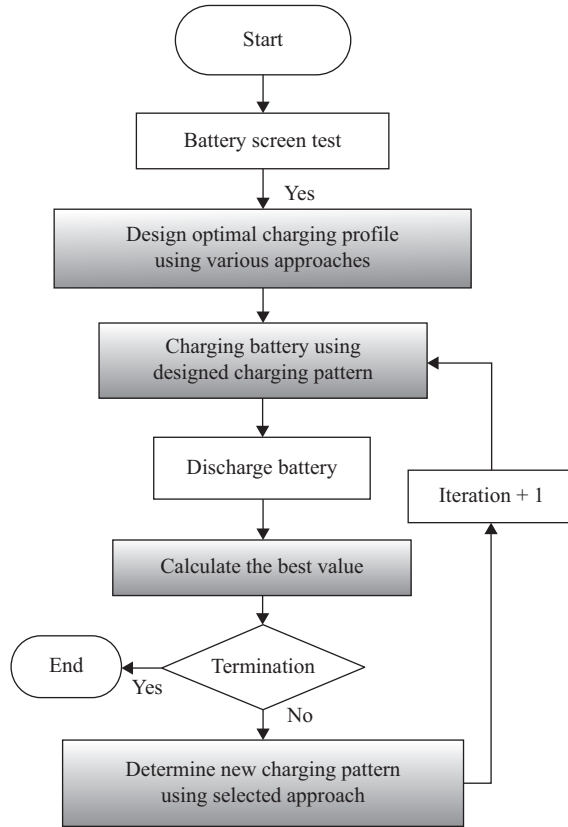 Start
Battery screen test
Yes
Design optimal charging profile
using various approaches
Charging battery using
designed charging pattern
Discharge battery
Iteration + 1
Calculate the best value
Termination
End
Yes
No
Determine new charging pattern
using selected approach